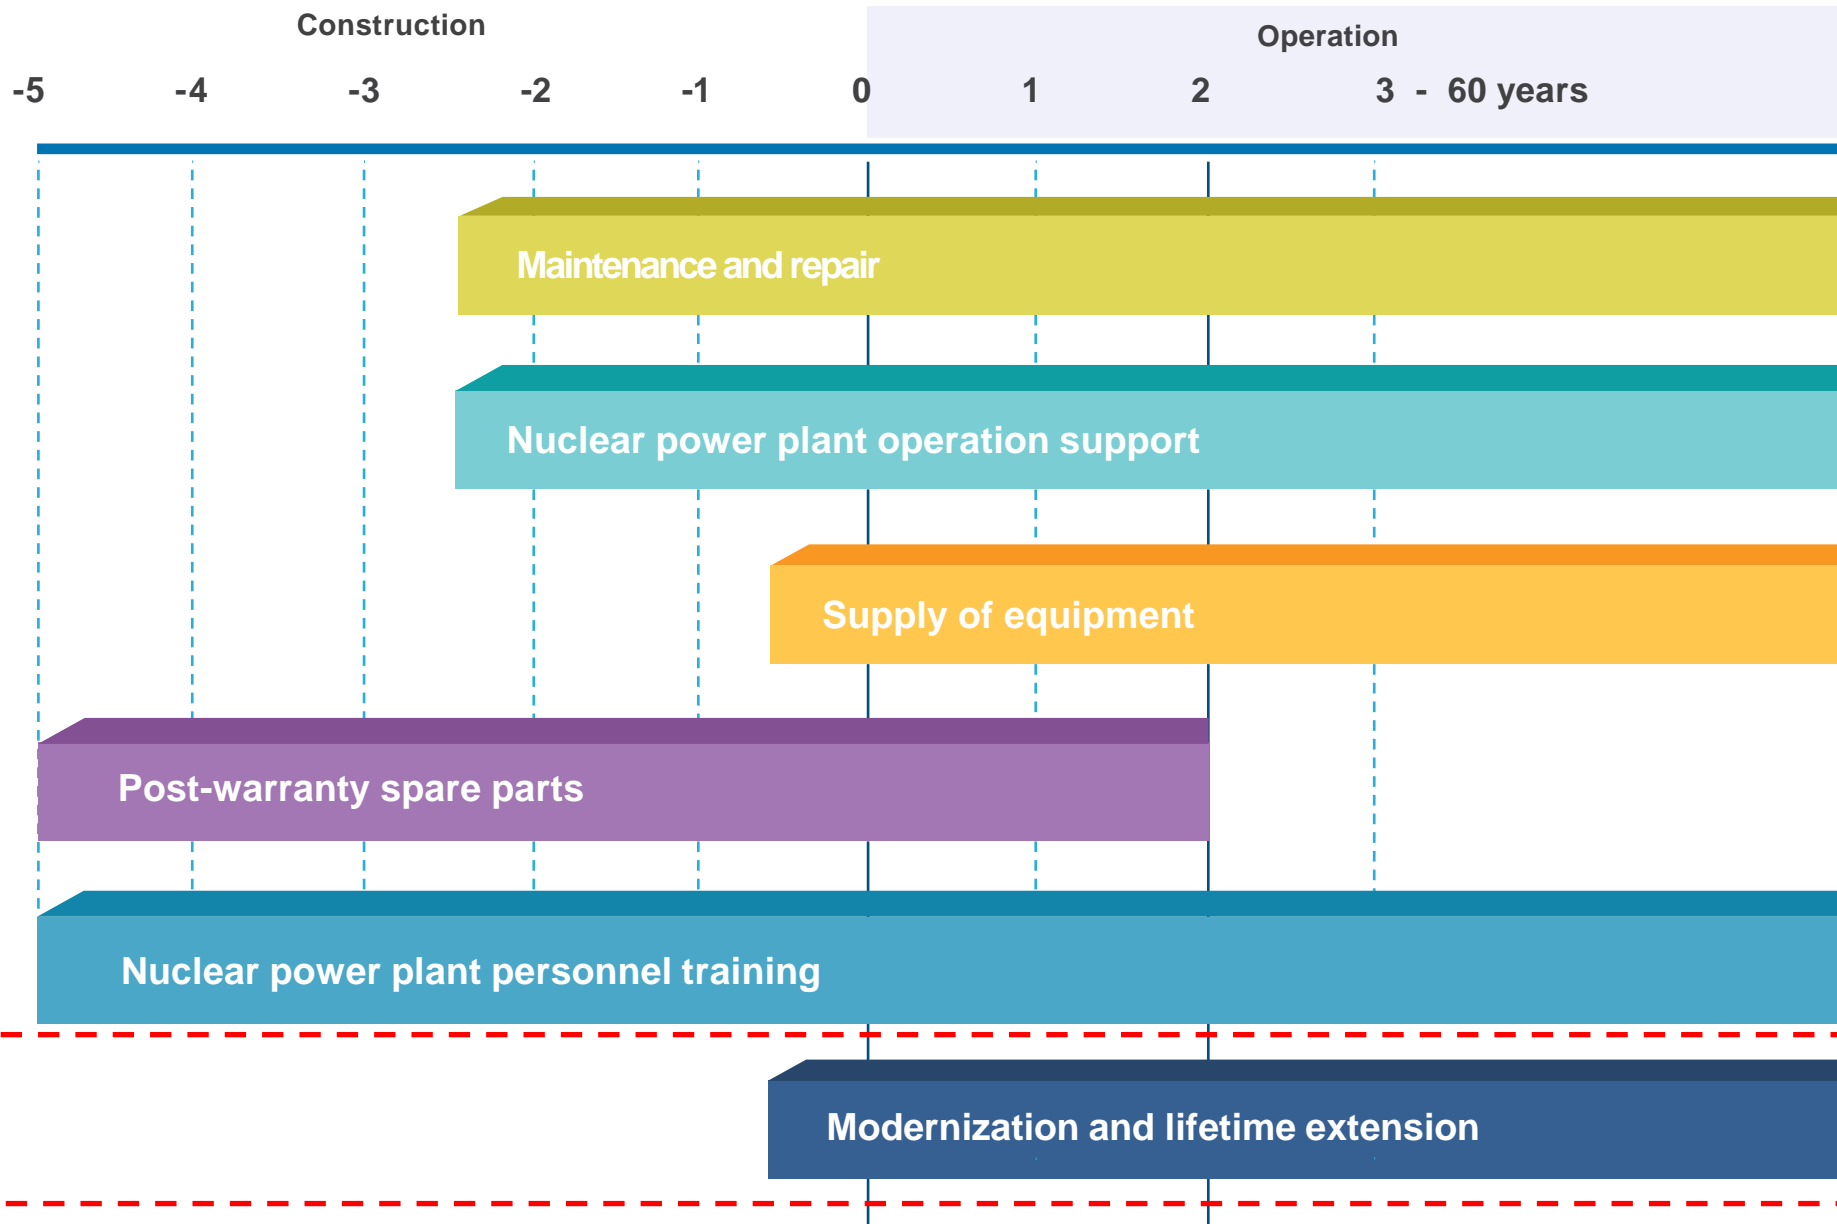 Construction
Operation
-5 -4 -3 -2 -1 0 1 2 3 - 60 years
Maintenance and repair
Nuclear power plant operation support
Supply of equipment
Post-warranty spare parts
Nuclear power plant personnel training
Modernization and lifetime extension